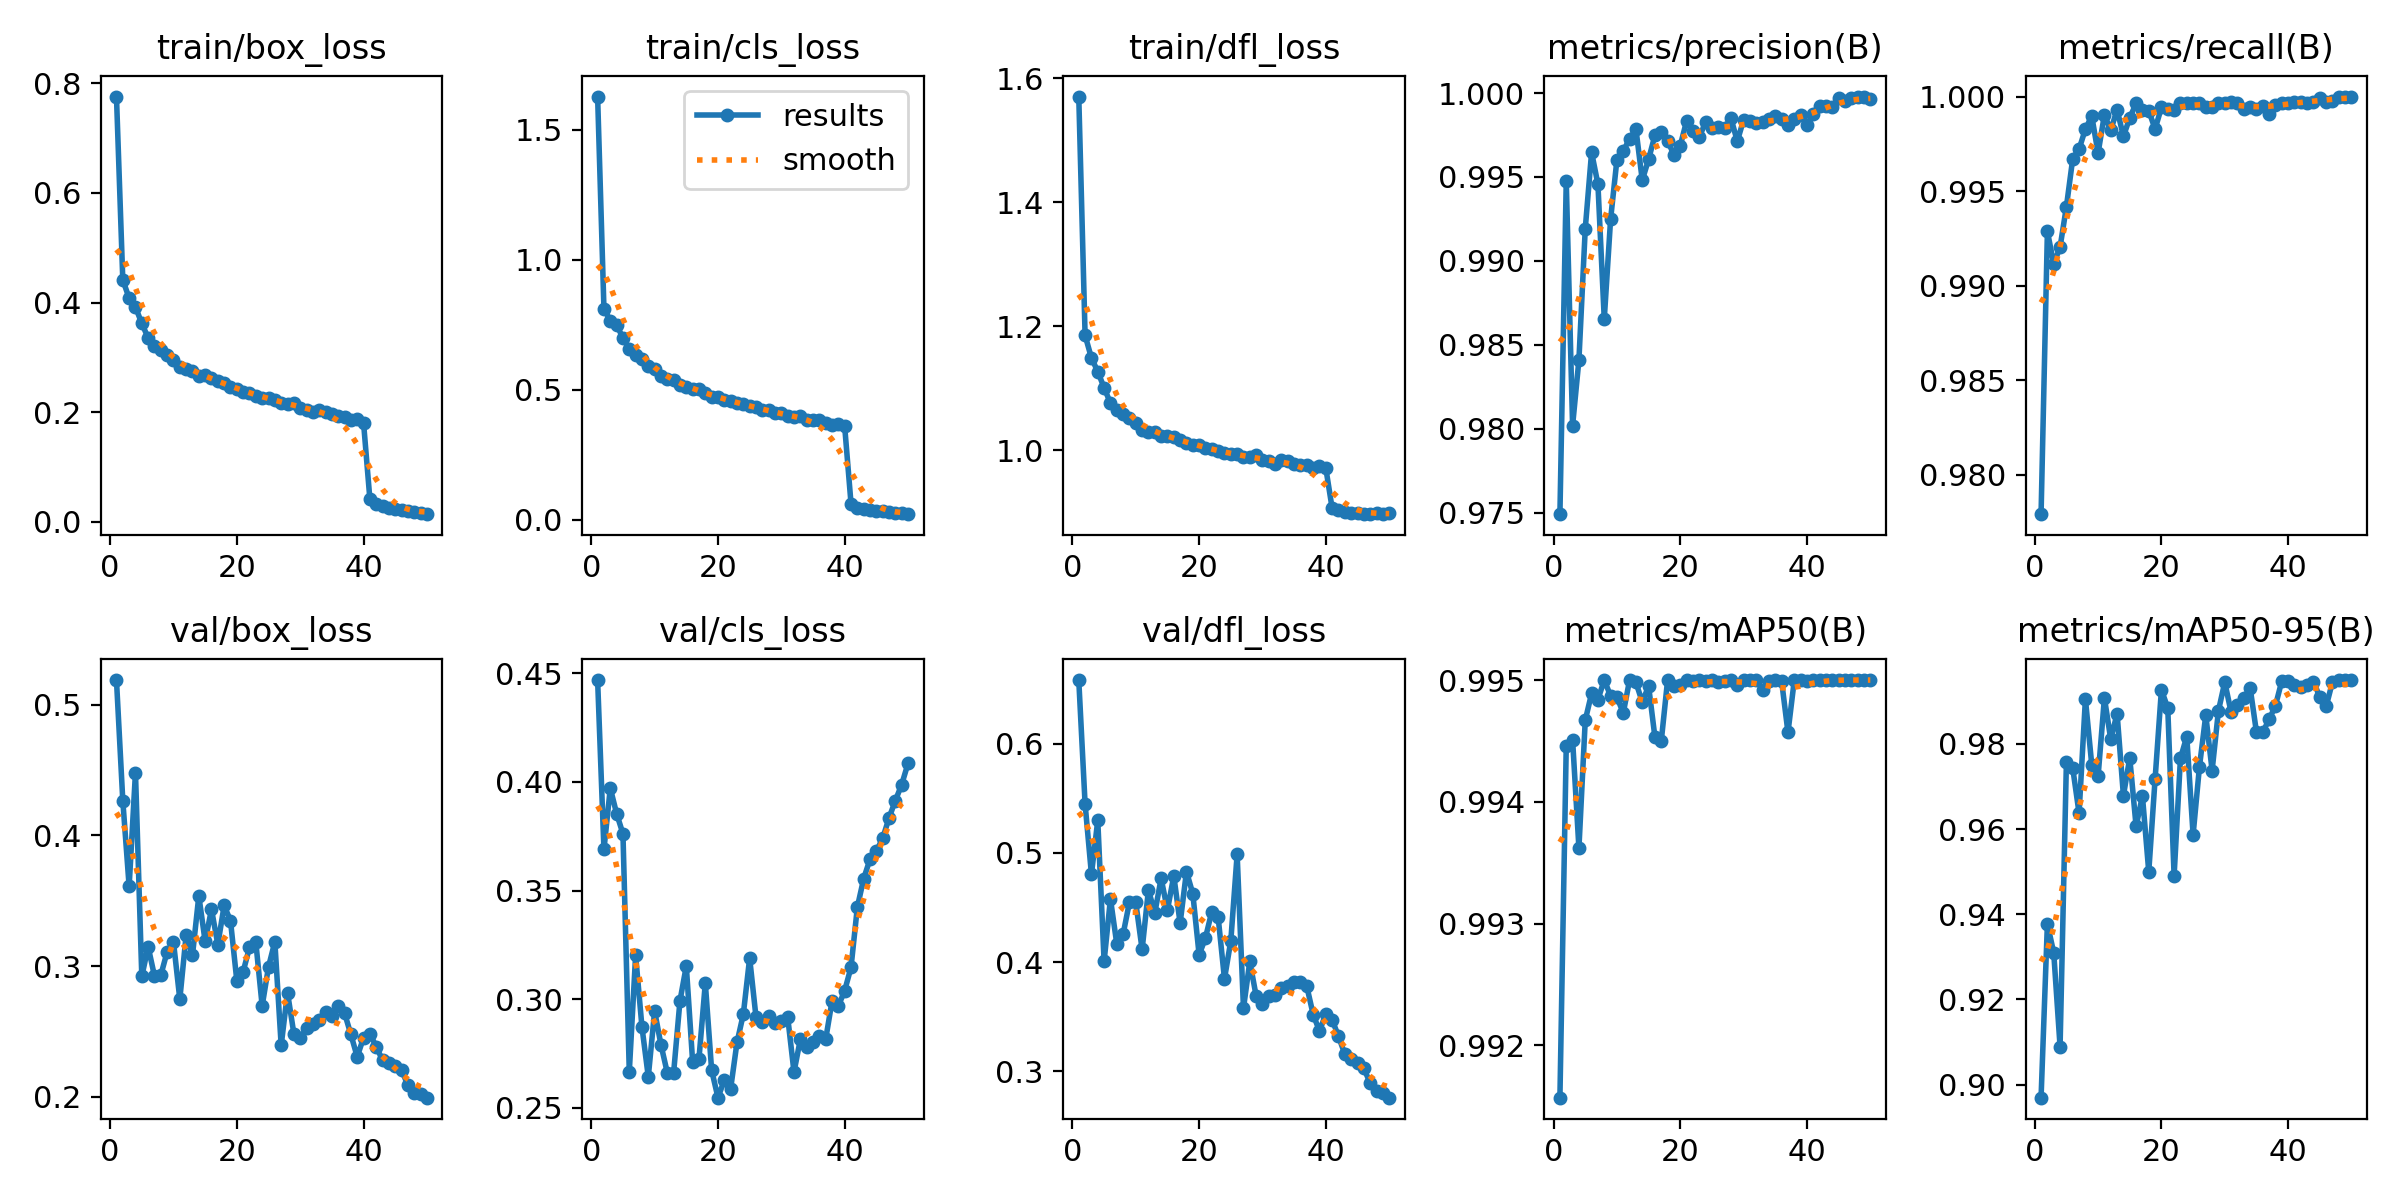 train/box_loss
0.8
0.6
0.4
0.2
0.0
0 20 40
train/cls_loss
results
smooth
1.5
1.0
0.5
0.0
0 20 40
train/dfl_loss
1.6
1.4
1.2
1.0
0 20 40
metrics/precision(B)
1.000
0.995
0.990
0.985
0.980
0.975
0 20 40
metrics/recall(B)
1.000
0.995
0.990
0.985
0.980
0 20 40
val/box_loss
0.5
0.4
0.3
0.2
0 20 40
val/cls_loss
0.45
0.40
0.35
0.30
0.25
0 20 40
val/dfl_loss
0.6
0.5
0.4
0.3
0 20 40
metrics/mAP50(B)
0.995
0.994
0.993
0.992
0 20 40
metrics/mAP50-95(B)
0.98
0.96
0.94
0.92
0.90
0 20 40